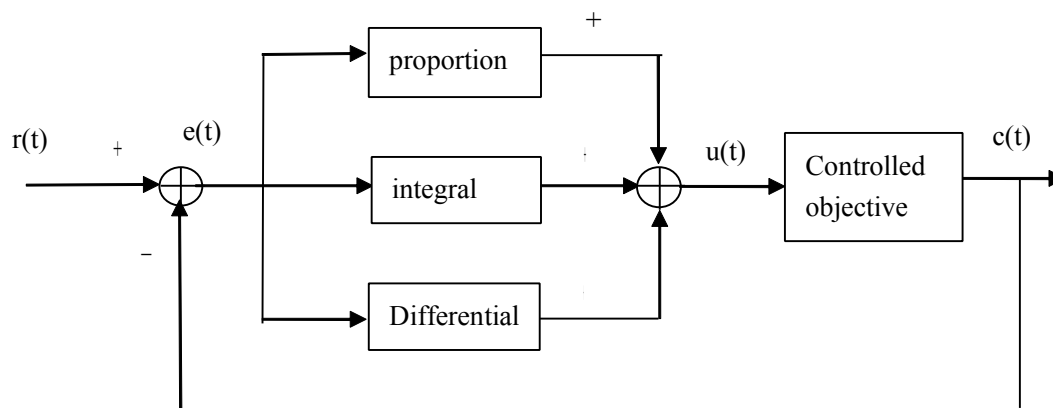 +
proportion
r(t)
+
e(t)
+
u(t)
Controlled
objective
c(t)
integral
−
+
Differential